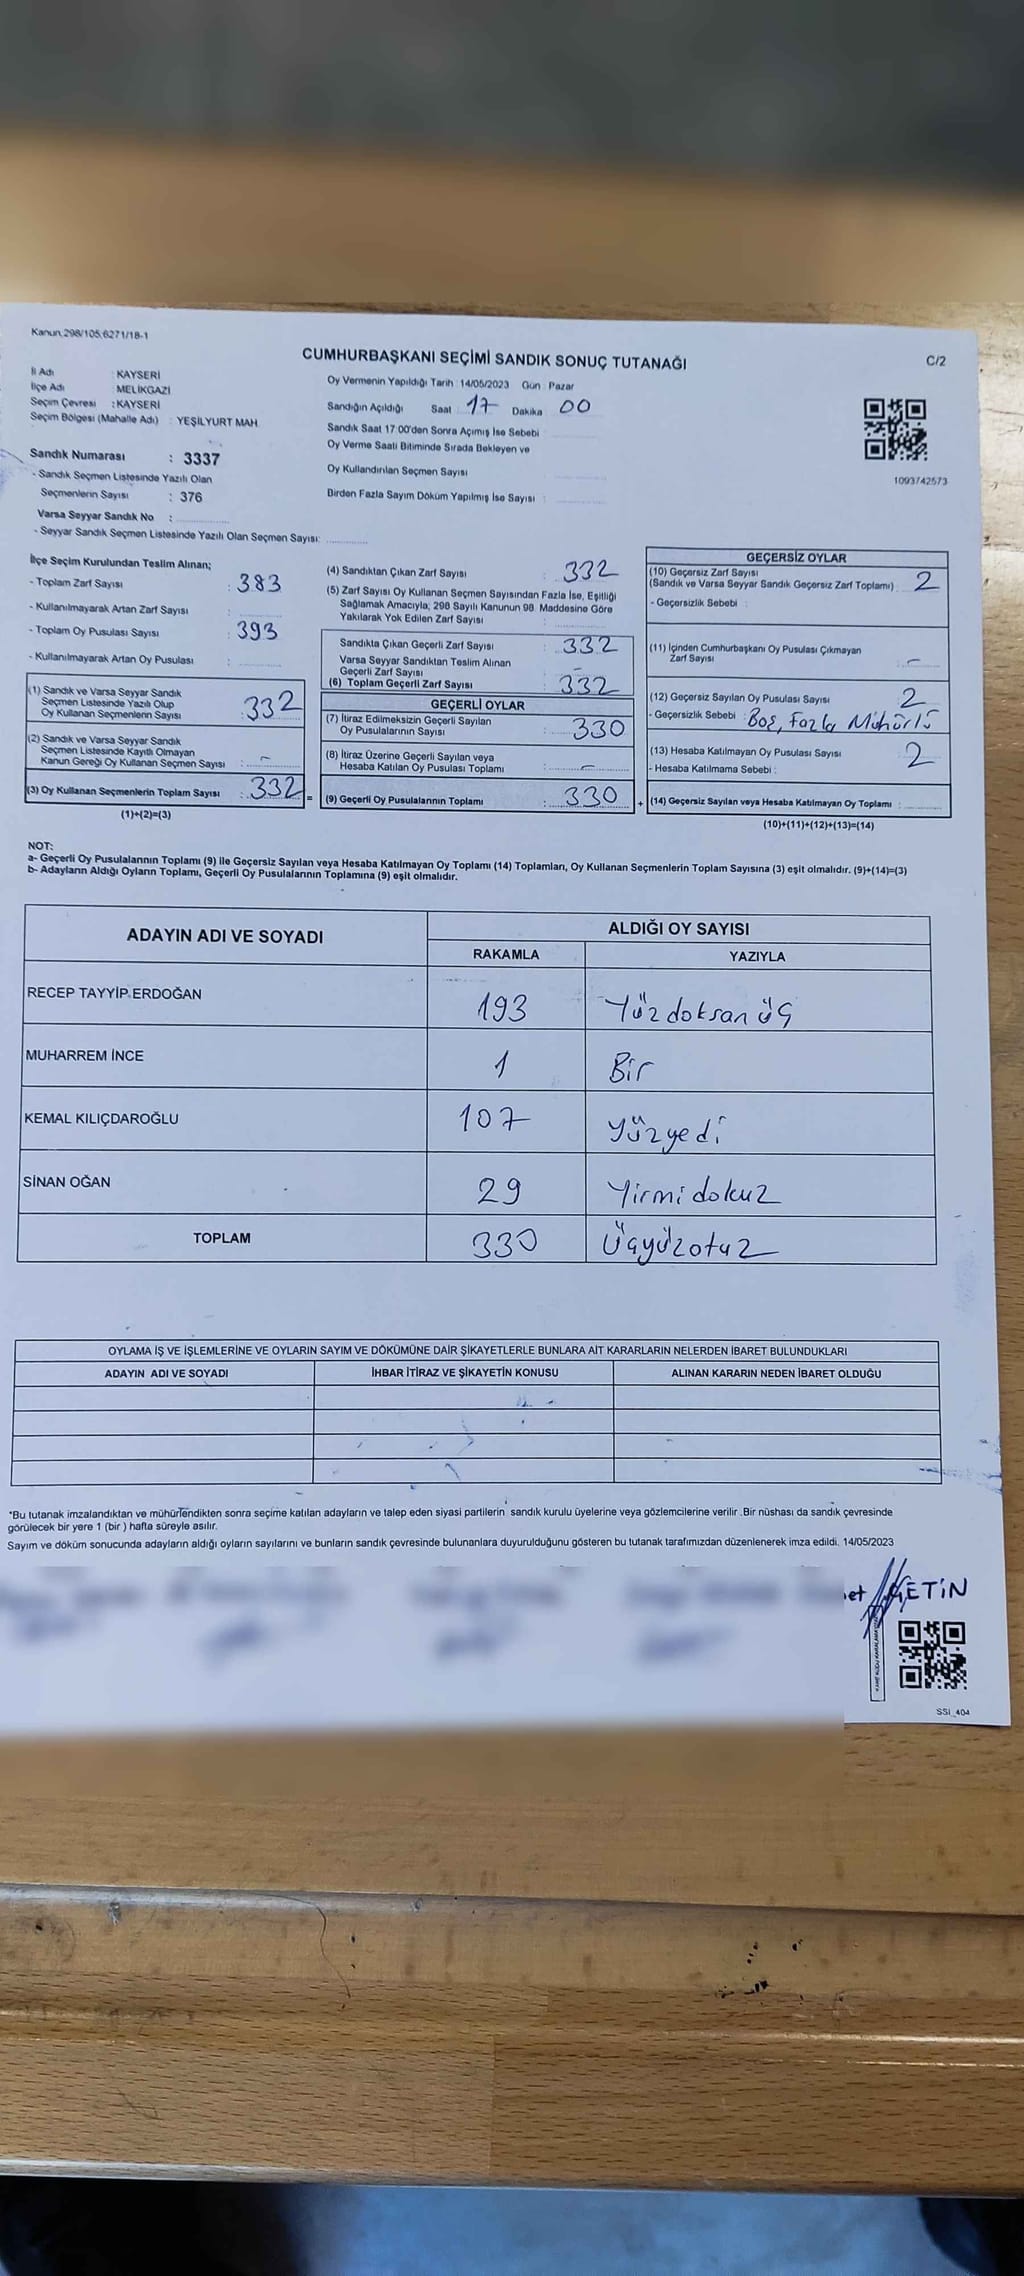 Kanun,298/105,6271/18-1
CUMHURBAŞKANI SEÇİMİ SANDIK SONUÇ TUTANAĞI
C/2
İl Adı : KAYSERİ
İlçe Adı : MELİKGAZİ
Seçim Çevresi : KAYSERİ
Seçim Bölgesi (Mahalle Adı) : YEŞİLYURT MAH.
Sandık Numarası : 3337
- Sandık Seçmen Listesinde Yazılı Olan
Seçmenlerin Sayısı : 376
Varsa Seyyar Sandık No :
- Seyyar Sandık Seçmen Listesinde Yazılı Olan Seçmen Sayısı:
Oy Vermenin Yapıldığı Tarih : 14/05/2023 Gün : Pazar
Sandığın Açıldığı Saat 17 Dakika 00
Sandık Saat 17:00'den Sonra Açımış İse Sebebi
Oy Verme Saati Bitiminde Sırada Bekleyen ve
Oy Kullandırılan Seçmen Sayısı
Birden Fazla Sayım Döküm Yapılmış İse Sayısı :
1093742573
İlçe Seçim Kurulundan Teslim Alınan;
- Toplam Zarf Sayısı : 383
- Kullanılmayarak Artan Zarf Sayısı :
- Toplam Oy Pusulası Sayısı : 393
- Kullanılmayarak Artan Oy Pusulası :
(1) Sandık ve Varsa Seyyar Sandık
Seçmen Listesinde Yazılı Olup
Oy Kullanan Seçmenlerin Sayısı : 332
(2) Sandık ve Varsa Seyyar Sandık
Seçmen Listesinde Kayıtlı Olmayan
Kanun Gereği Oy Kullanan Seçmen Sayısı : -
(3) Oy Kullanan Seçmenlerin Toplam Sayısı : 332 =
(1)+(2)=(3)
(4) Sandıktan Çıkan Zarf Sayısı : 332
(5) Zarf Sayısı Oy Kullanan Seçmen Sayısından Fazla İse, Eşitliği
Sağlamak Amacıyla; 298 Sayılı Kanunun 98. Maddesine Göre
Yakılarak Yok Edilen Zarf Sayısı :
Sandıkta Çıkan Geçerli Zarf Sayısı : 332
Varsa Seyyar Sandıktan Teslim Alınan
Geçerli Zarf Sayısı : -
(6) Toplam Geçerli Zarf Sayısı : 332
GEÇERLİ OYLAR
(7) İtiraz Edilmeksizin Geçerli Sayılan
Oy Pusulalarının Sayısı : 330
(8) İtiraz Üzerine Geçerli Sayılan veya
Hesaba Katılan Oy Pusulası Toplamı : -
(9) Geçerli Oy Pusulalarının Toplamı : 330 +
GEÇERSİZ OYLAR
(10) Geçersiz Zarf Sayısı
(Sandık ve Varsa Seyyar Sandık Geçersiz Zarf Toplamı) : 2
- Geçersizlik Sebebi :
(11) İçinden Cumhurbaşkanı Oy Pusulası Çıkmayan
Zarf Sayısı : -
(12) Geçersiz Sayılan Oy Pusulası Sayısı 2
- Geçersizlik Sebebi : Boş, Fazla Mühürlü
(13) Hesaba Katılmayan Oy Pusulası Sayısı 2
- Hesaba Katılmama Sebebi :
(14) Geçersiz Sayılan veya Hesaba Katılmayan Oy Toplamı :
(10)+(11)+(12)+(13)=(14)
NOT:
a- Geçerli Oy Pusulalarının Toplamı (9) ile Geçersiz Sayılan veya Hesaba Katılmayan Oy Toplamı (14) Toplamları, Oy Kullanan Seçmenlerin Toplam Sayısına (3) eşit olmalıdır. (9)+(14)=(3)
b- Adayların Aldığı Oyların Toplamı, Geçerli Oy Pusulalarının Toplamına (9) eşit olmalıdır.
ADAYIN ADI VE SOYADI
ALDIĞI OY SAYISI
RAKAMLA YAZIYLA
RECEP TAYYİP ERDOĞAN 193 Yüzdoksan üç
MUHARREM İNCE 1 Bir
KEMAL KILIÇDAROĞLU 107 Yüzyedi
SİNAN OĞAN 29 Yirmidokuz
TOPLAM 330 Üçyüzotuz
OYLAMA İŞ VE İŞLEMLERİNE VE OYLARIN SAYIM VE DÖKÜMÜNE DAİR ŞİKAYETLERLE BUNLARA AİT KARARLARIN NELERDEN İBARET BULUNDUKLARI
ADAYIN ADI VE SOYADI İHBAR İTİRAZ VE ŞİKAYETİN KONUSU ALINAN KARARIN NEDEN İBARET OLDUĞU
*Bu tutanak imzalandıktan ve mühürlendikten sonra seçime katılan adayların ve talep eden siyasi partilerin sandık kurulu üyelerine veya gözlemcilerine verilir .Bir nüshası da sandık çevresinde
görülecek bir yere 1 (bir ) hafta süreyle asılır.
Sayım ve döküm sonucunda adayların aldığı oyların sayılarını ve bunların sandık çevresinde bulunanlara duyurulduğunu gösteren bu tutanak tarafımızdan düzenlenerek imza edildi. 14/05/2023
et ÇETİN
SSI_404